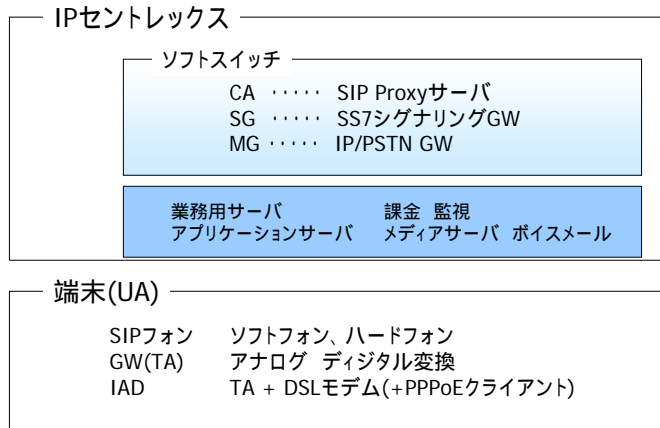 IPセントレックス
ソフトスイッチ
CA ····· SIP Proxyサーバ
SG ····· SS7シグナリングGW
MG ····· IP/PSTN GW
業務用サーバ 課金 監視
アプリケーションサーバ メディアサーバ ボイスメール
端末(UA)
SIPフォン ソフトフォン、ハードフォン
GW(TA) アナログ ディジタル変換
IAD TA + DSLモデム(+PPPoEクライアント)